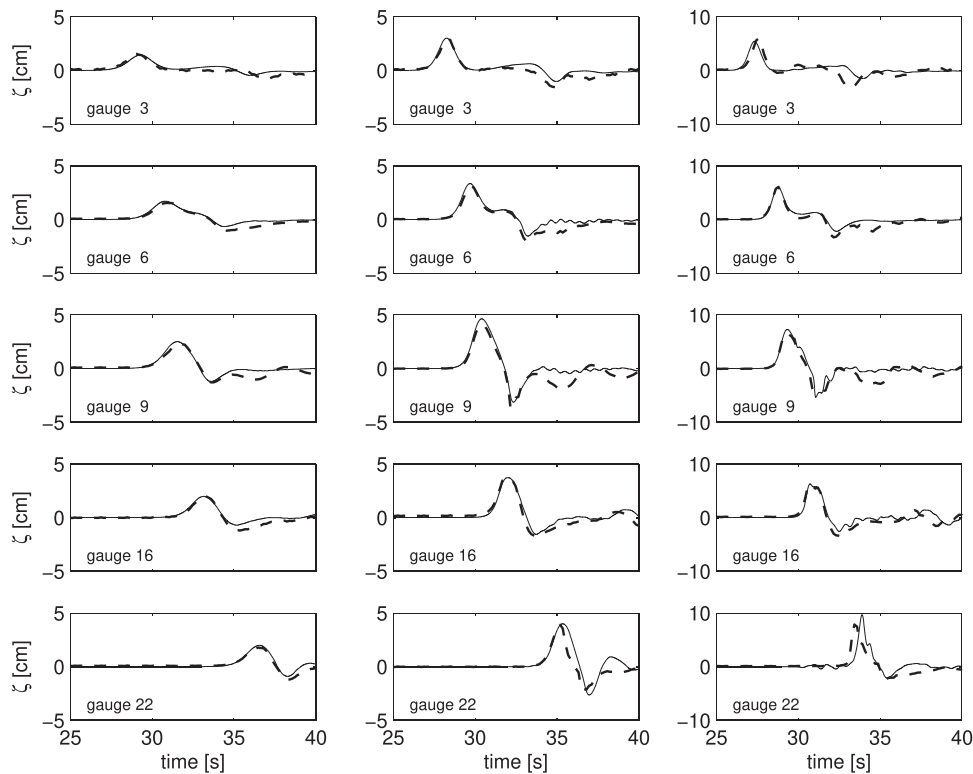 5 5 10
ζ [cm] 0 0 0
gauge 3 gauge 3 gauge 3
−5 −5 −10
5 5 10
ζ [cm] 0 0 0
gauge 6 gauge 6 gauge 6
−5 −5 −10
5 5 10
ζ [cm] 0 0 0
gauge 9 gauge 9 gauge 9
−5 −5 −10
5 5 10
ζ [cm] 0 0 0
gauge 16 gauge 16 gauge 16
−5 −5 −10
5 5 10
ζ [cm] 0 0 0
gauge 22 gauge 22 gauge 22
−5 −5 −10
25 30 35 40 25 30 35 40 25 30 35 40
time [s] time [s] time [s]